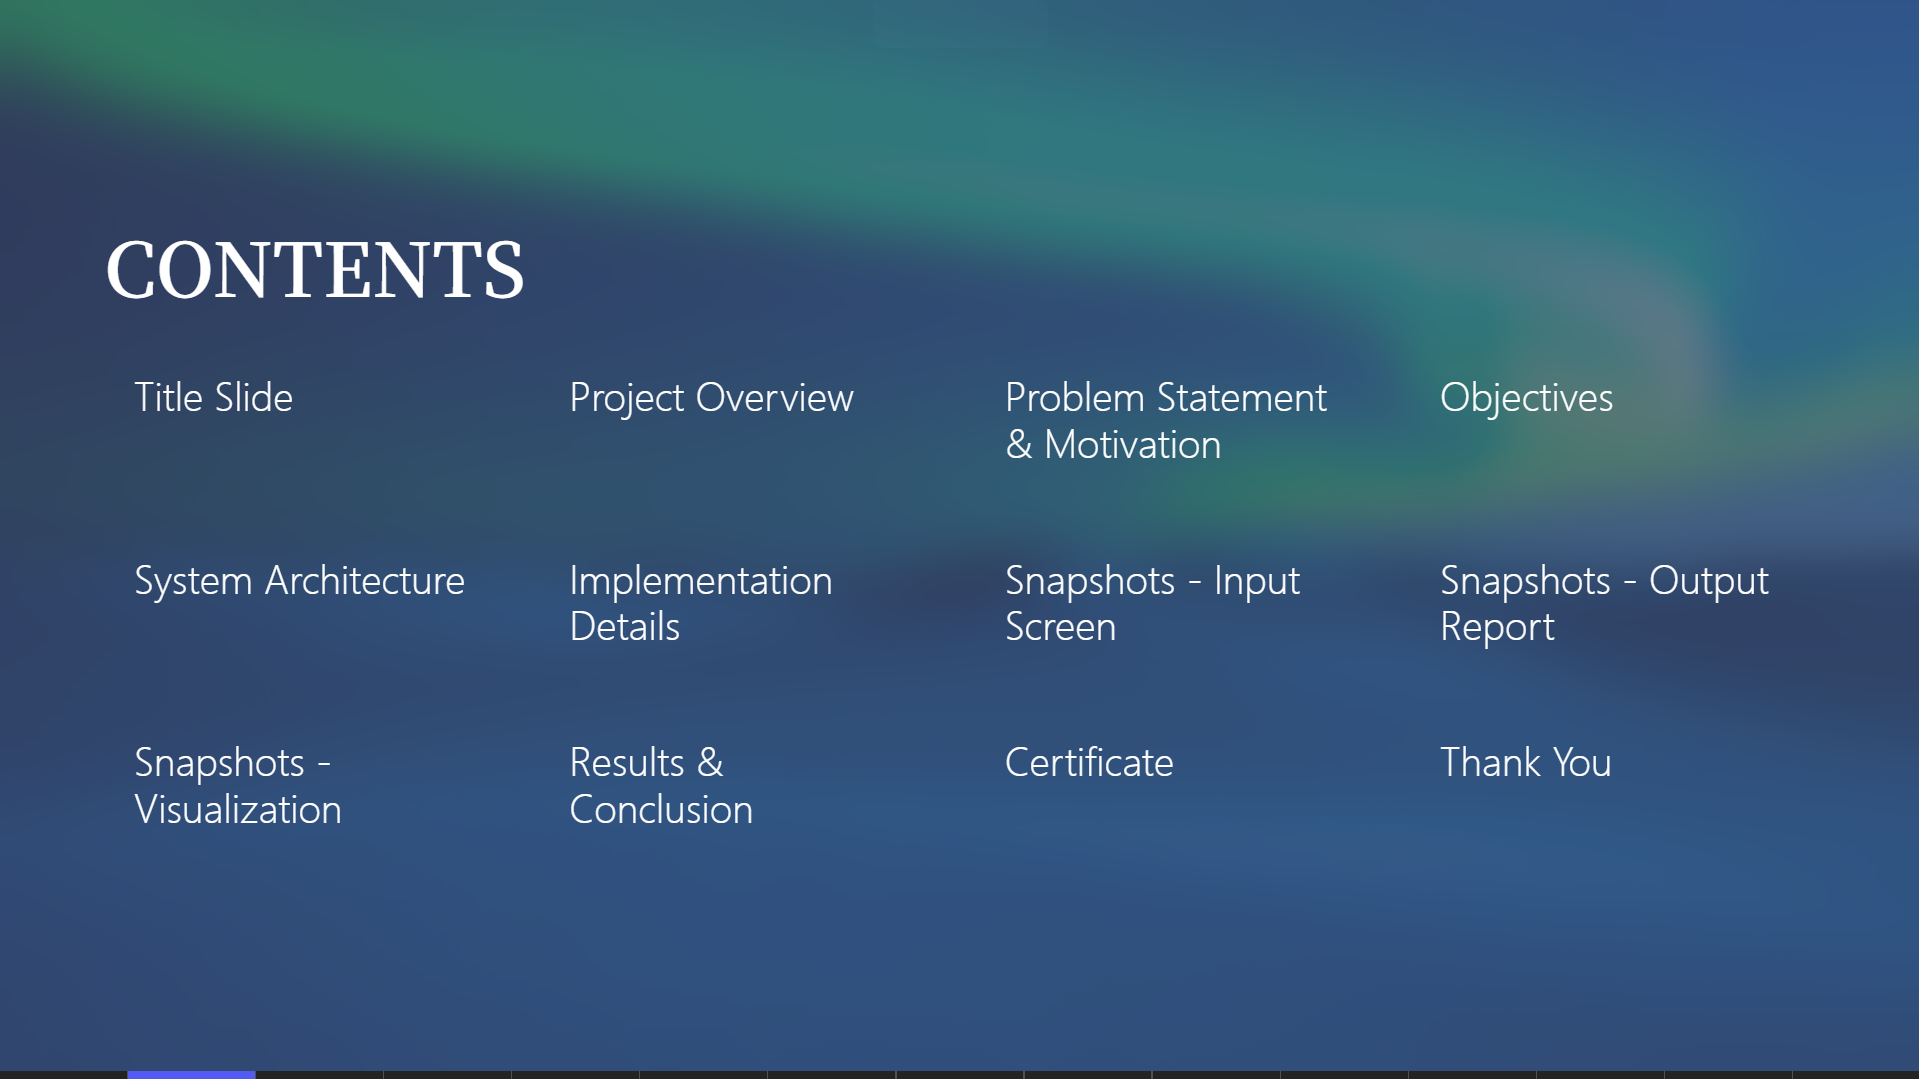 CONTENTS
Title Slide
Project Overview
Problem Statement
& Motivation
Objectives
System Architecture
Implementation
Details
Snapshots - Input
Screen
Snapshots - Output
Report
Snapshots -
Visualization
Results &
Conclusion
Certificate
Thank You